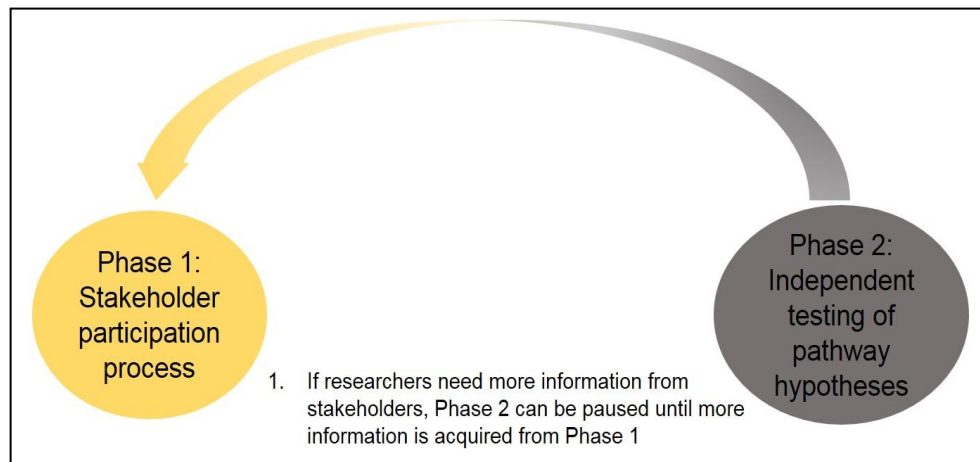 Phase 1:
Stakeholder
participation
process
Phase 2:
Independent
testing of
pathway
hypotheses
1. If researchers need more information from
stakeholders, Phase 2 can be paused until more
information is acquired from Phase 1